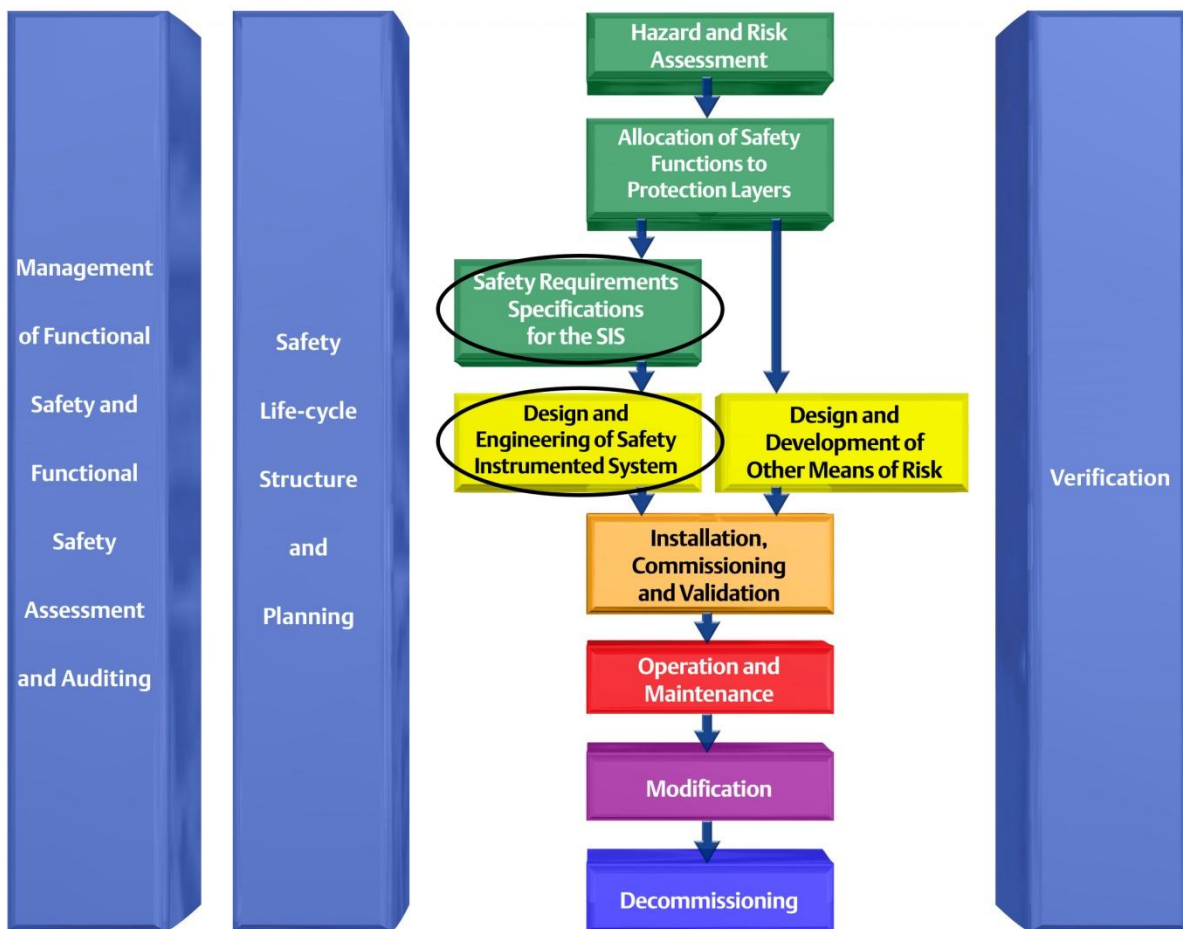 Management
of Functional
Safety and
Functional
Safety
Assessment
and Auditing
Safety
Life-cycle
Structure
and
Planning
Hazard and Risk
Assessment
Allocation of Safety
Functions to
Protection Layers
Safety Requirements
Specifications
for the SIS
Design and
Engineering of Safety
Instrumented System
Design and
Development of
Other Means of Risk
Installation,
Commissioning
and Validation
Operation and
Maintenance
Modification
Decommissioning
Verification